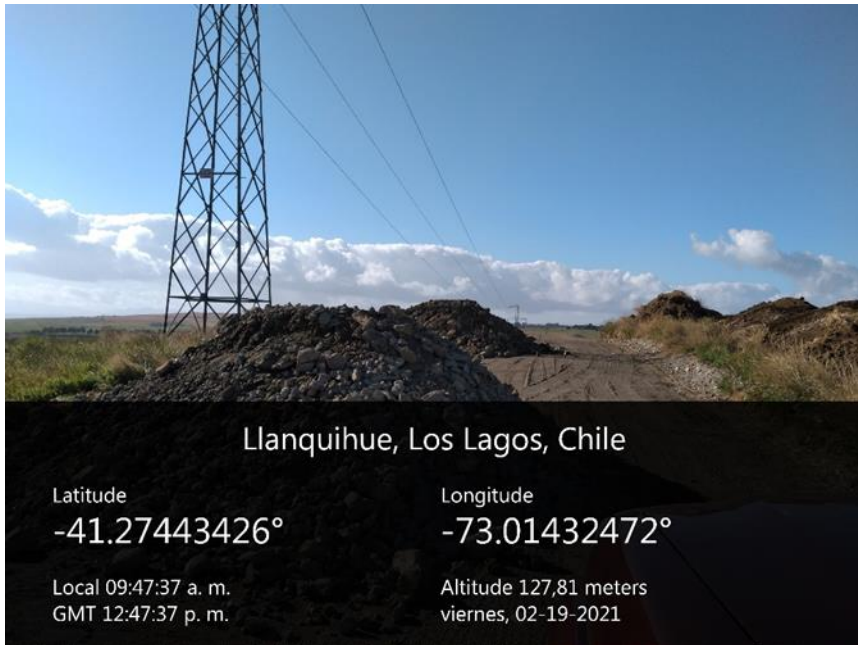 Llanquihue, Los Lagos, Chile
Latitude
-41.27443426°
Longitude
-73.01432472°
Local 09:47:37 a. m.
GMT 12:47:37 p. m.
Altitude 127,81 meters
viernes, 02-19-2021